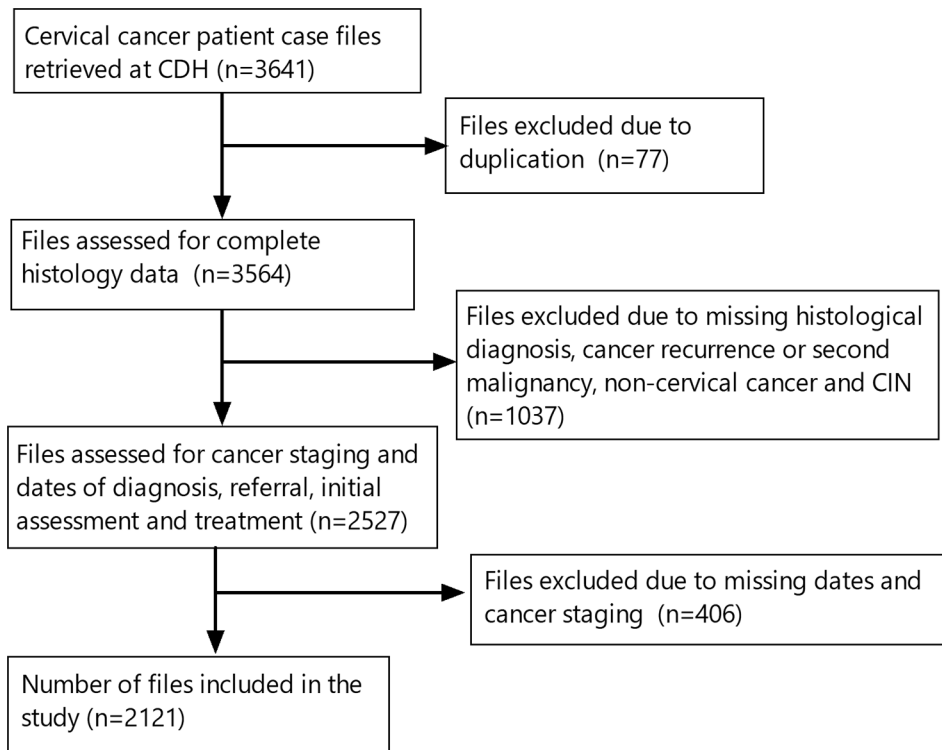 Cervical cancer patient case files
retrieved at CDH (n=3641)
Files excluded due to
duplication  (n=77)
Files assessed for complete
histology data  (n=3564)
Files excluded due to missing histological
diagnosis, cancer recurrence or second
malignancy, non-cervical cancer and CIN
(n=1037)
Files assessed for cancer staging and
dates of diagnosis, referral, initial
assessment and treatment (n=2527)
Files excluded due to missing dates and
cancer staging  (n=406)
Number of files included in the
study (n=2121)